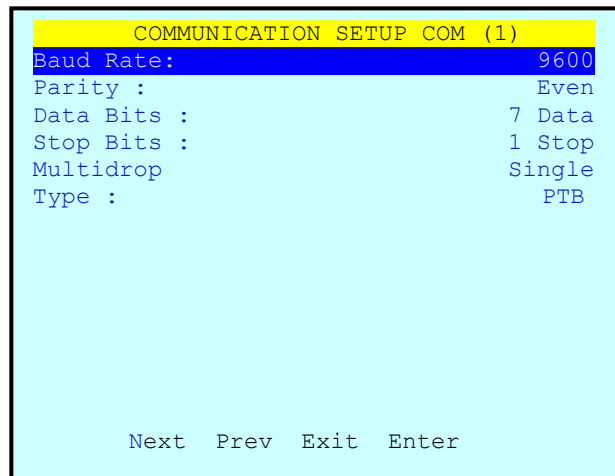 COMMUNICATION SETUP COM (1)
Baud Rate: 9600
Parity : Even
Data Bits : 7 Data
Stop Bits : 1 Stop
Multidrop Single
Type : PTB
Next Prev Exit Enter